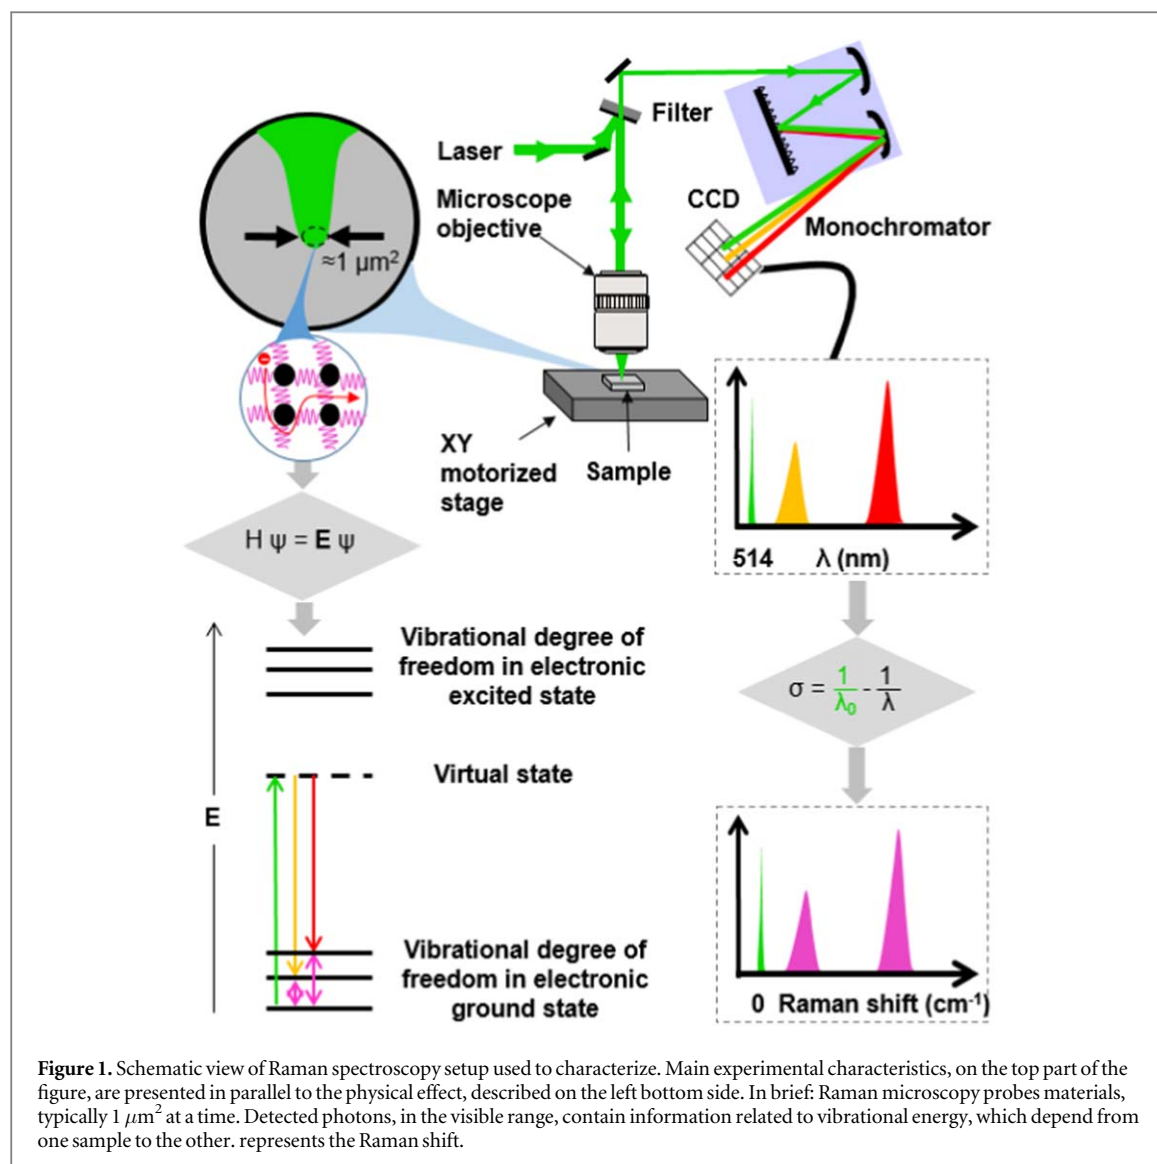 Filter
Laser
Microscope
objective
CCD
Monochromator
≈1 µm²
XY
motorized
stage
Sample
H ψ = E ψ
514 λ (nm)
Vibrational degree of
freedom in electronic
excited state
σ = 1/λ₀ - 1/λ
Virtual state
E
Vibrational degree of
freedom in electronic
ground state
0 Raman shift (cm⁻¹)
Figure 1. Schematic view of Raman spectroscopy setup used to characterize. Main experimental characteristics, on the top part of the
figure, are presented in parallel to the physical effect, described on the left bottom side. In brief: Raman microscopy probes materials,
typically 1 μm² at a time. Detected photons, in the visible range, contain information related to vibrational energy, which depend from
one sample to the other. represents the Raman shift.